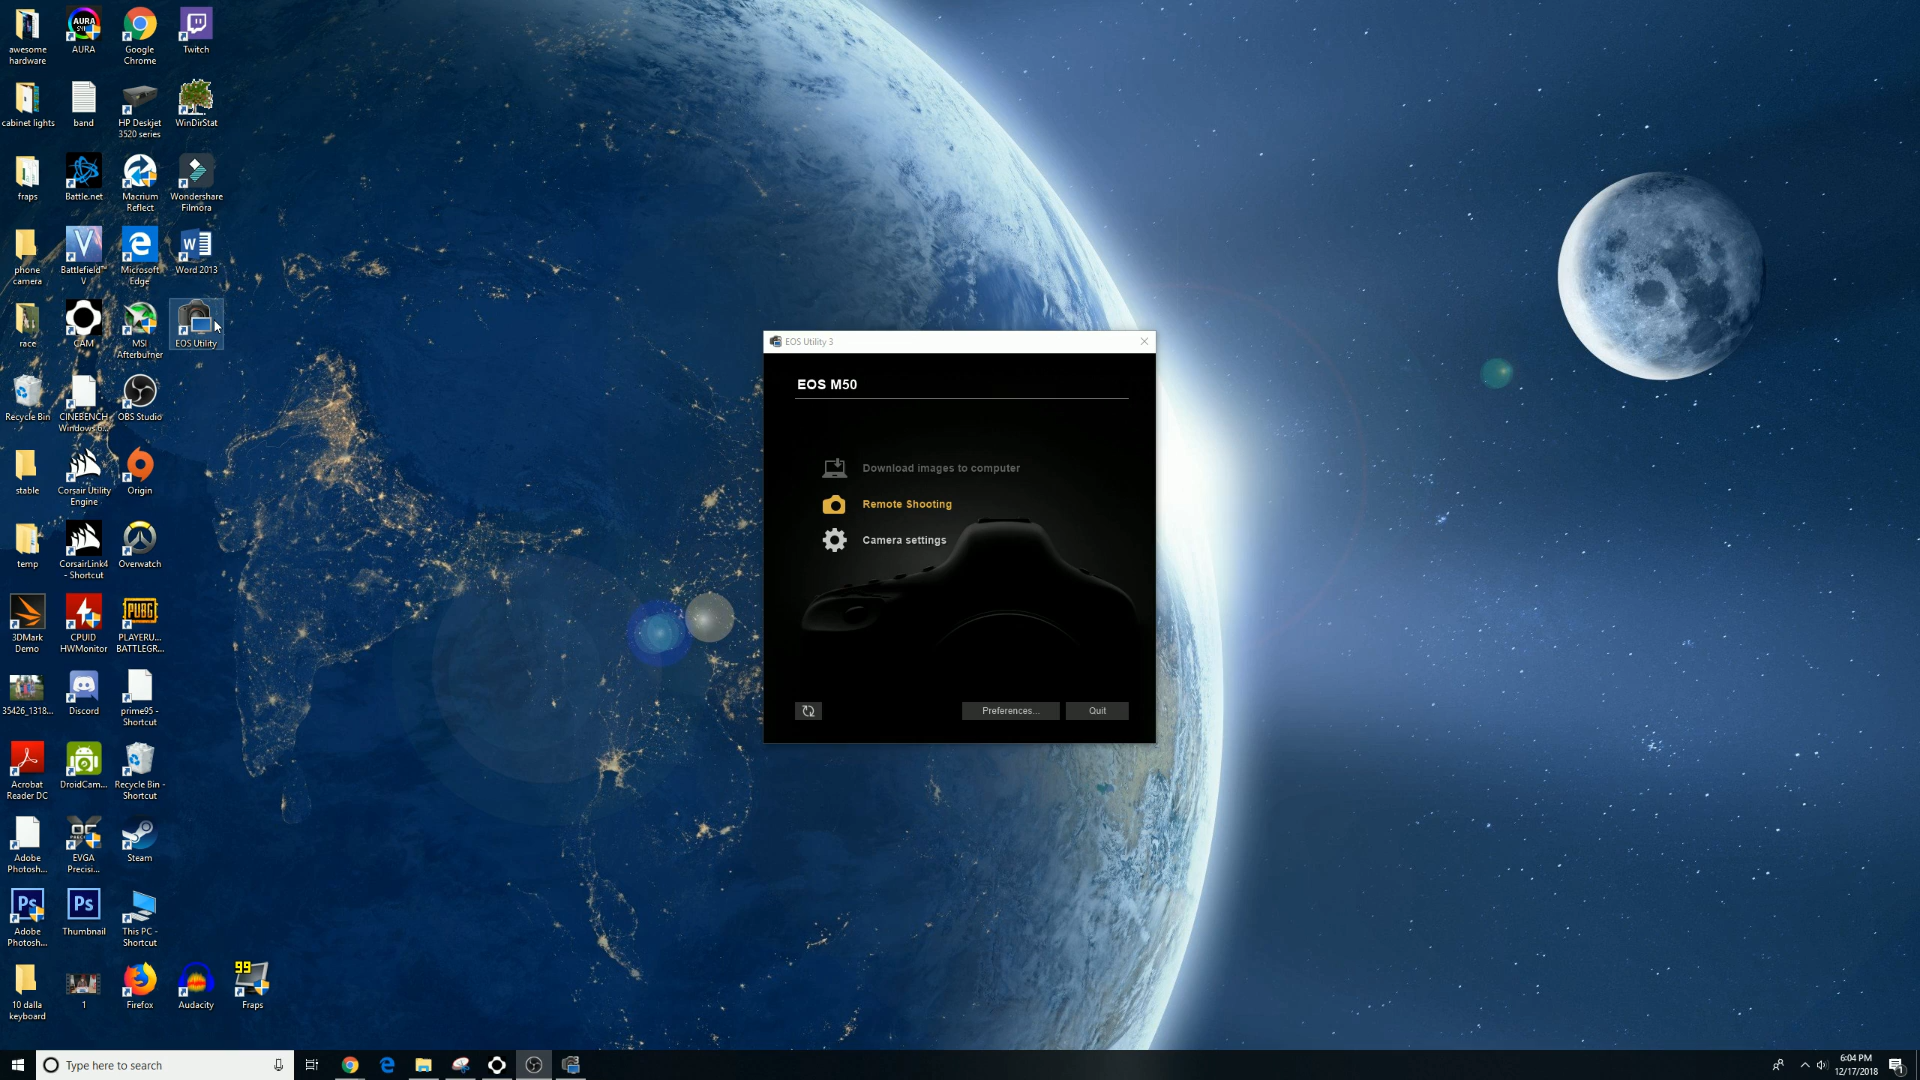 awesome
hardware
AURA
Google
Chrome
Twitch
cabinet lights
band
HP Deskjet
3520 series
WinDirStat
fraps
Battle.net
Macrium
Reflect
Wondershare
Filmora
phone
camera
Battlefield™
V
Microsoft
Edge
Word 2013
race
CAM
MSI
Afterburner
EOS Utility
Recycle Bin
CINEBENCH
Windows 6...
OBS Studio
stable
Corsair Utility
Engine
Origin
temp
CorsairLink4
- Shortcut
Overwatch
3DMark
Demo
CPUID
HWMonitor
PUBG
PLAYERU...
BATTLEGR...
35426_1318...
Discord
prime95 -
Shortcut
Acrobat
Reader DC
DroidCam...
Recycle Bin -
Shortcut
Adobe
Photosh...
EVGA
Precisi...
Steam
Ps
Adobe
Photosh...
Ps
Thumbnail
This PC -
Shortcut
10 dalla
keyboard
1
Firefox
Audacity
99
Fraps
EOS Utility 3
EOS M50
Download images to computer
Remote Shooting
Camera settings
Preferences...
Quit
Type here to search
6:04 PM
12/17/2018